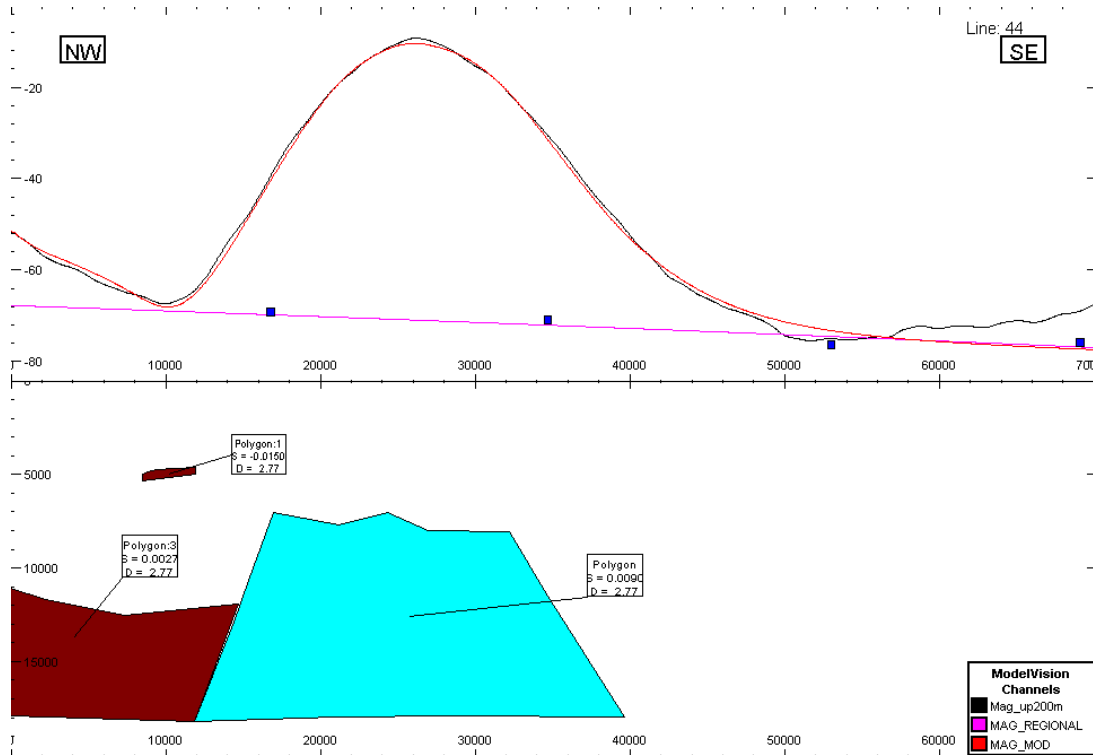 Line: 44
NW
SE
-20
-40
-60
-80
10000
20000
30000
40000
50000
60000
5000
10000
15000
Polygon:1
S = -0.0150
D = 2.77
Polygon:3
S = 0.0027
D = 2.77
Polygon
S = 0.0090
D = 2.77
10000
20000
30000
40000
50000
60000
ModelVision
Channels
Mag_up200m
MAG_REGIONAL
MAG_MOD